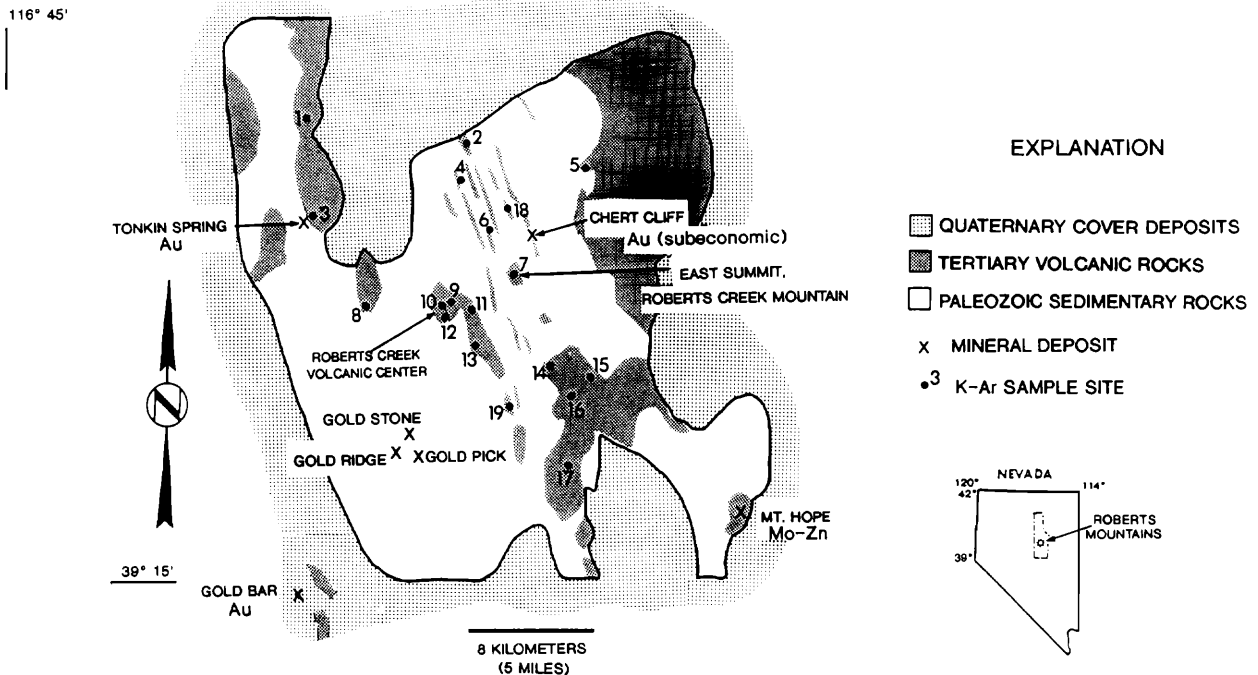 116° 45'
1
2
4
5
3
18
TONKIN SPRING
Au
CHERT CLIFF
Au (subeconomic)
6
7
EAST SUMMIT,
ROBERTS CREEK MOUNTAIN
8
10
9
11
12
13
ROBERTS CREEK
VOLCANIC CENTER
14
15
16
19
GOLD STONE
GOLD RIDGE
GOLD PICK
17
MT. HOPE
Mo-Zn
N
39° 15'
GOLD BAR
Au
8 KILOMETERS
(5 MILES)
EXPLANATION
QUATERNARY COVER DEPOSITS
TERTIARY VOLCANIC ROCKS
PALEOZOIC SEDIMENTARY ROCKS
x MINERAL DEPOSIT
•3 K-Ar SAMPLE SITE
NEVADA
120°
42°
114°
ROBERTS
MOUNTAINS
39°